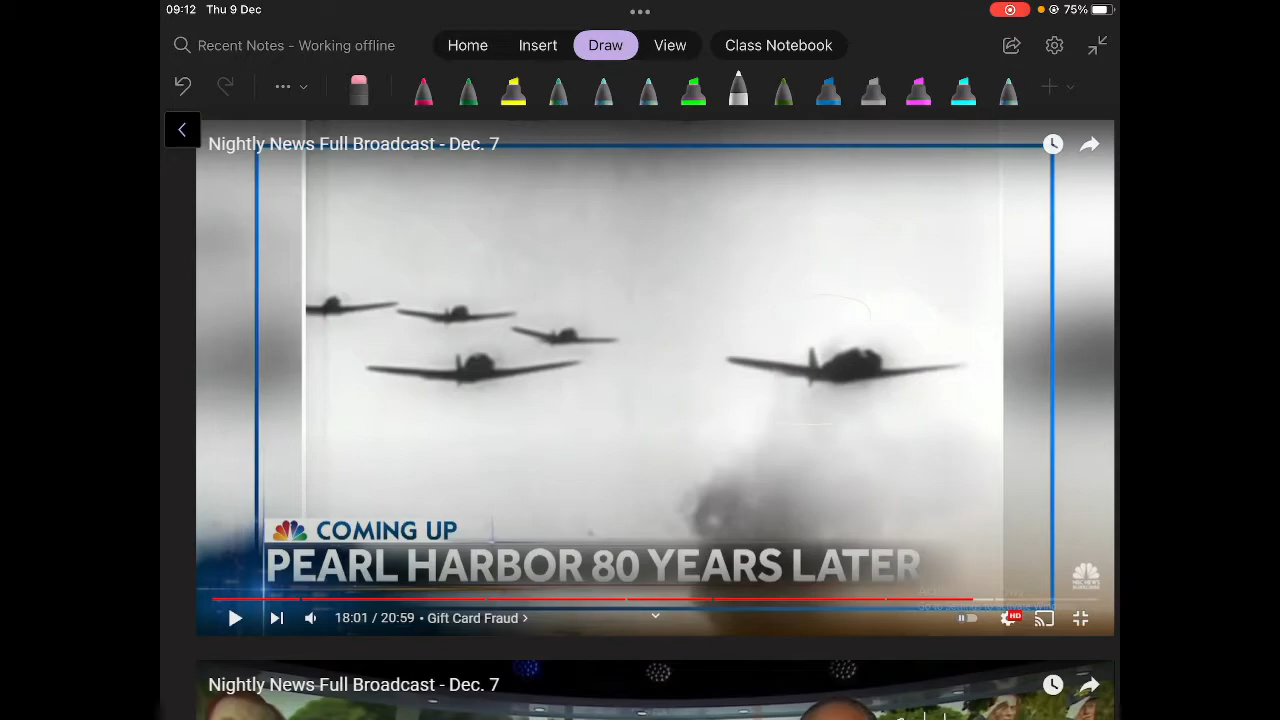 09:12 Thu 9 Dec
75%
Recent Notes - Working offline
Home
Insert
Draw
View
Class Notebook
Nightly News Full Broadcast - Dec. 7
COMING UP
PEARL HARBOR 80 YEARS LATER
18:01 / 20:59 • Gift Card Fraud >
HD
Nightly News Full Broadcast - Dec. 7